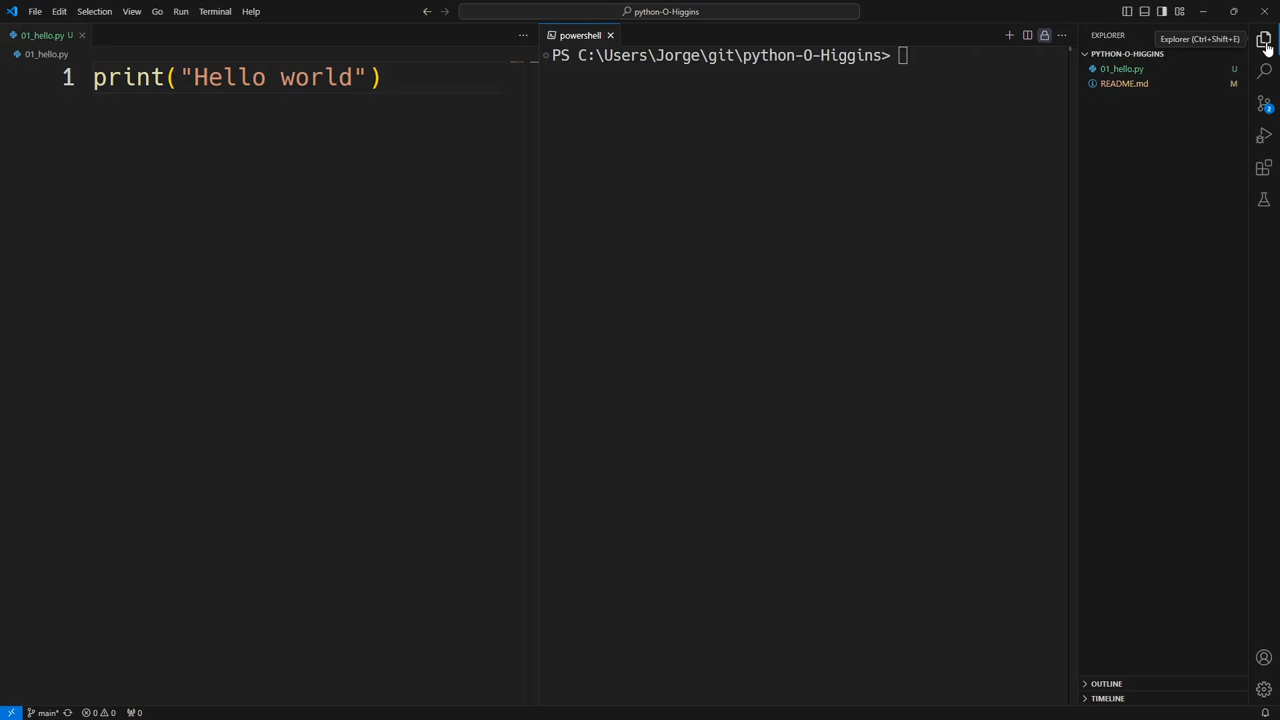 File Edit Selection View Go Run Terminal Help
python-O-Higgins
01_hello.py U
01_hello.py
1 print("Hello world")
powershell
PS C:\Users\Jorge\git\python-O-Higgins>
EXPLORER
Explorer (Ctrl+Shift+E)
PYTHON-O-HIGGINS
01_hello.py U
README.md M
2
OUTLINE
TIMELINE
main* 0 0 0